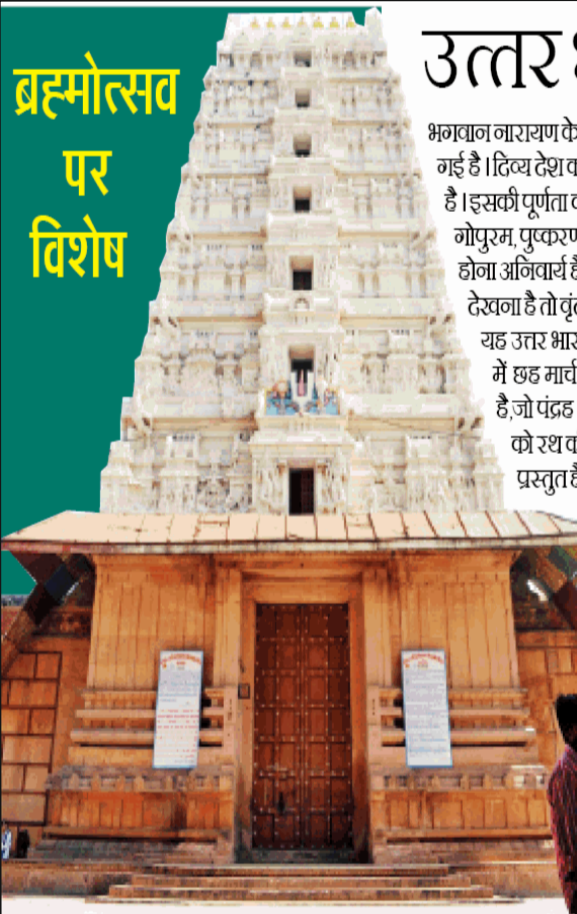 ब्रह्मोत्सव
पर
विशेष
उत्तर
भगवान नारायण के
गई है । दिव्य देश
है । इसकी पूर्णता
गोपुरम, पुष्करण
होना अनिवार्य है
देखना है तो वृंद
यह उत्तर भार
में छह मार्च
है,जो पंद्रह
को रथ
प्रस्तुत है